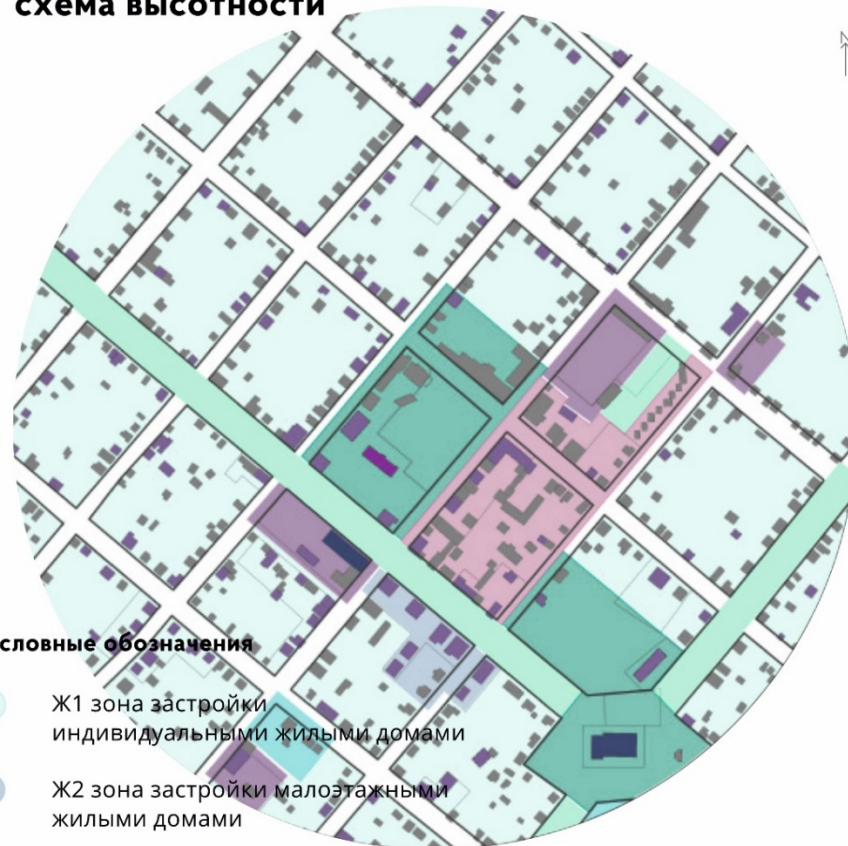 схема высотности
словные обозначения
Ж1 зона застройки
индивидуальными жилыми домами
Ж2 зона застройки малоэтажными
жилыми домами